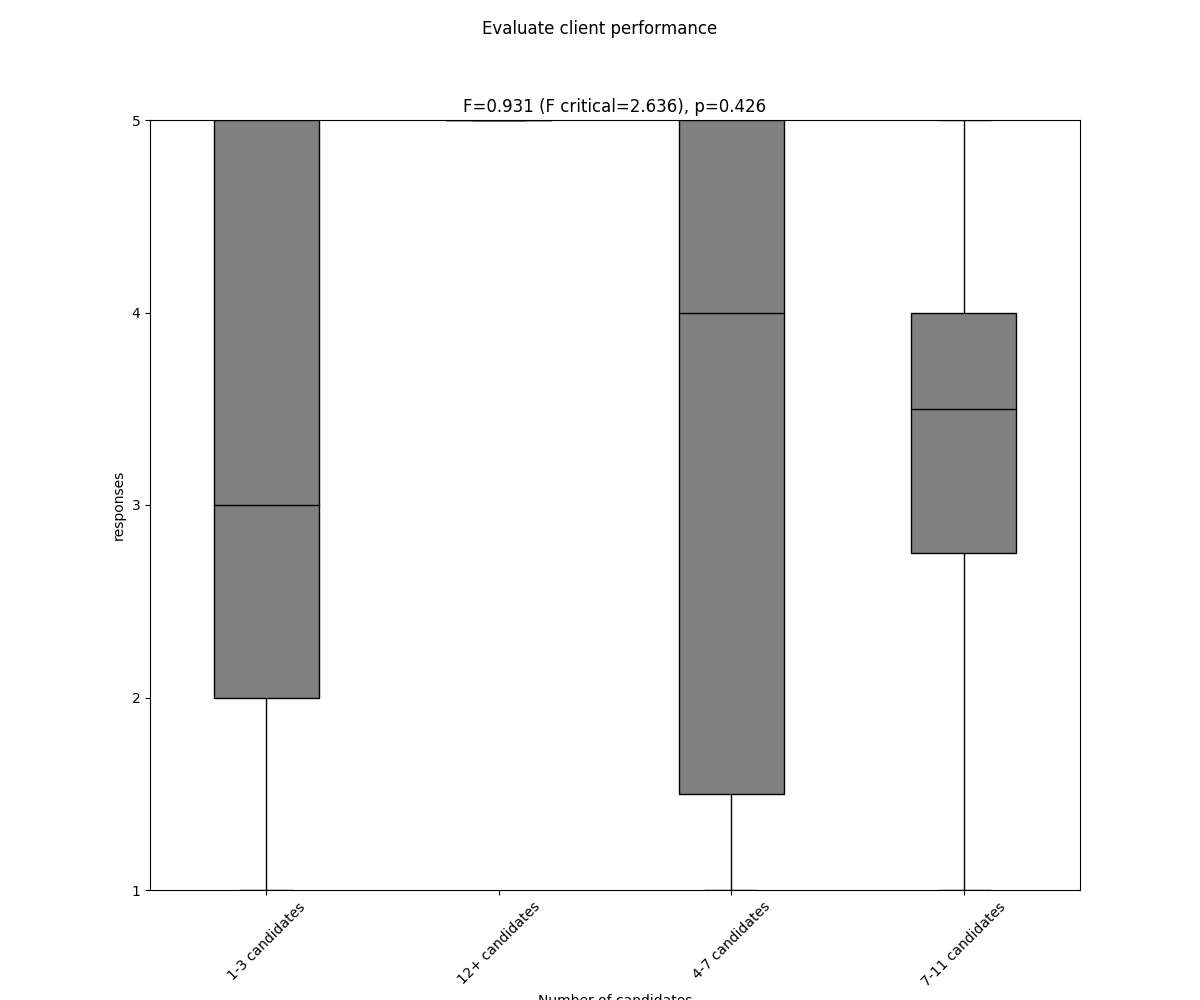 Evaluate client performance
F=0.931 (F critical=2.636), p=0.426
5
4
3
2
1
responses
1-3 candidates
12+ candidates
4-7 candidates
7-11 candidates
Number of candidates